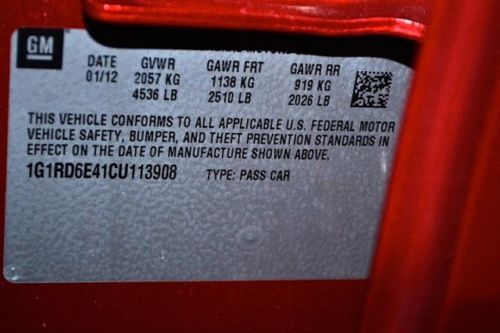 GM
DATE GVWR GAWR FRT GAWR RR
01/12 2057 KG 1138 KG 919 KG
4536 LB 2510 LB 2026 LB
THIS VEHICLE CONFORMS TO ALL APPLICABLE U.S. FEDERAL MOTOR
VEHICLE SAFETY, BUMPER, AND THEFT PREVENTION STANDARDS IN
EFFECT ON THE DATE OF MANUFACTURE SHOWN ABOVE.
1G1RD6E41CU113908 TYPE: PASS CAR